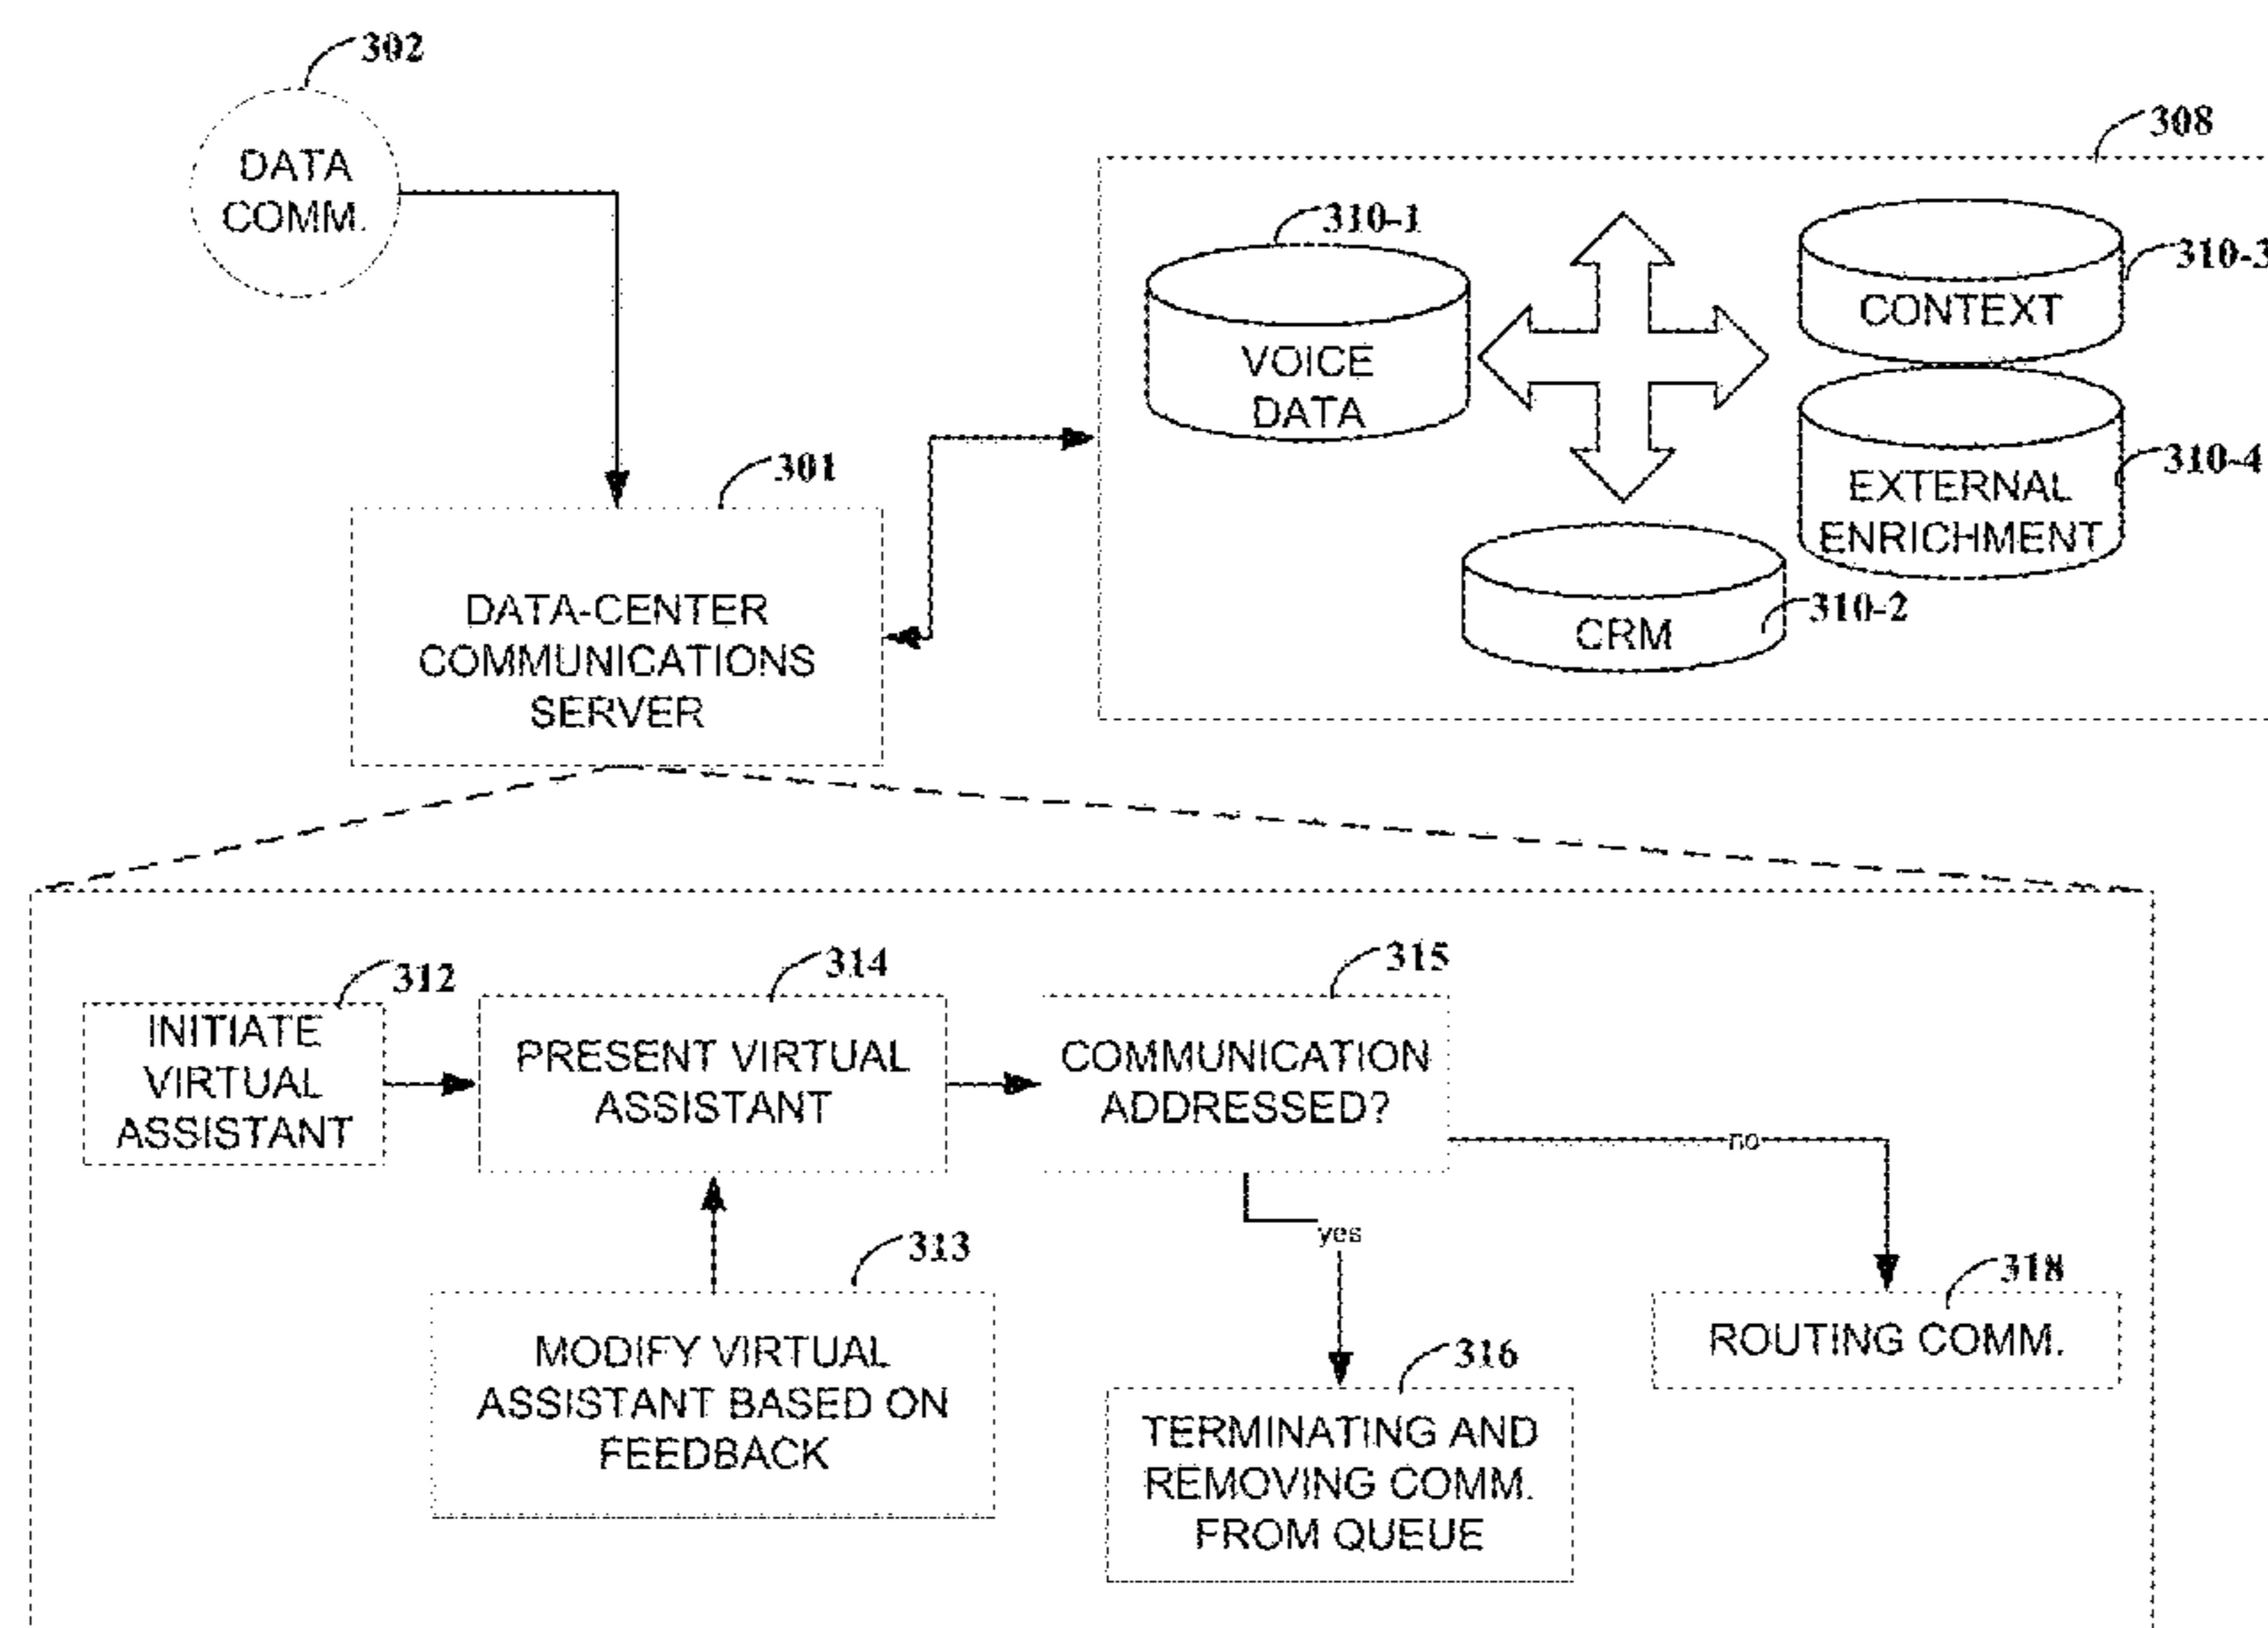 302
DATA
COMM.
308
310-1
VOICE
DATA
CONTEXT
310-3
EXTERNAL
ENRICHMENT
310-4
CRM
310-2
301
DATA-CENTER
COMMUNICATIONS
SERVER
312
INITIATE
VIRTUAL
ASSISTANT
314
PRESENT VIRTUAL
ASSISTANT
315
COMMUNICATION
ADDRESSED?
no
yes
313
MODIFY VIRTUAL
ASSISTANT BASED ON
FEEDBACK
316
TERMINATING AND
REMOVING COMM.
FROM QUEUE
318
ROUTING COMM.